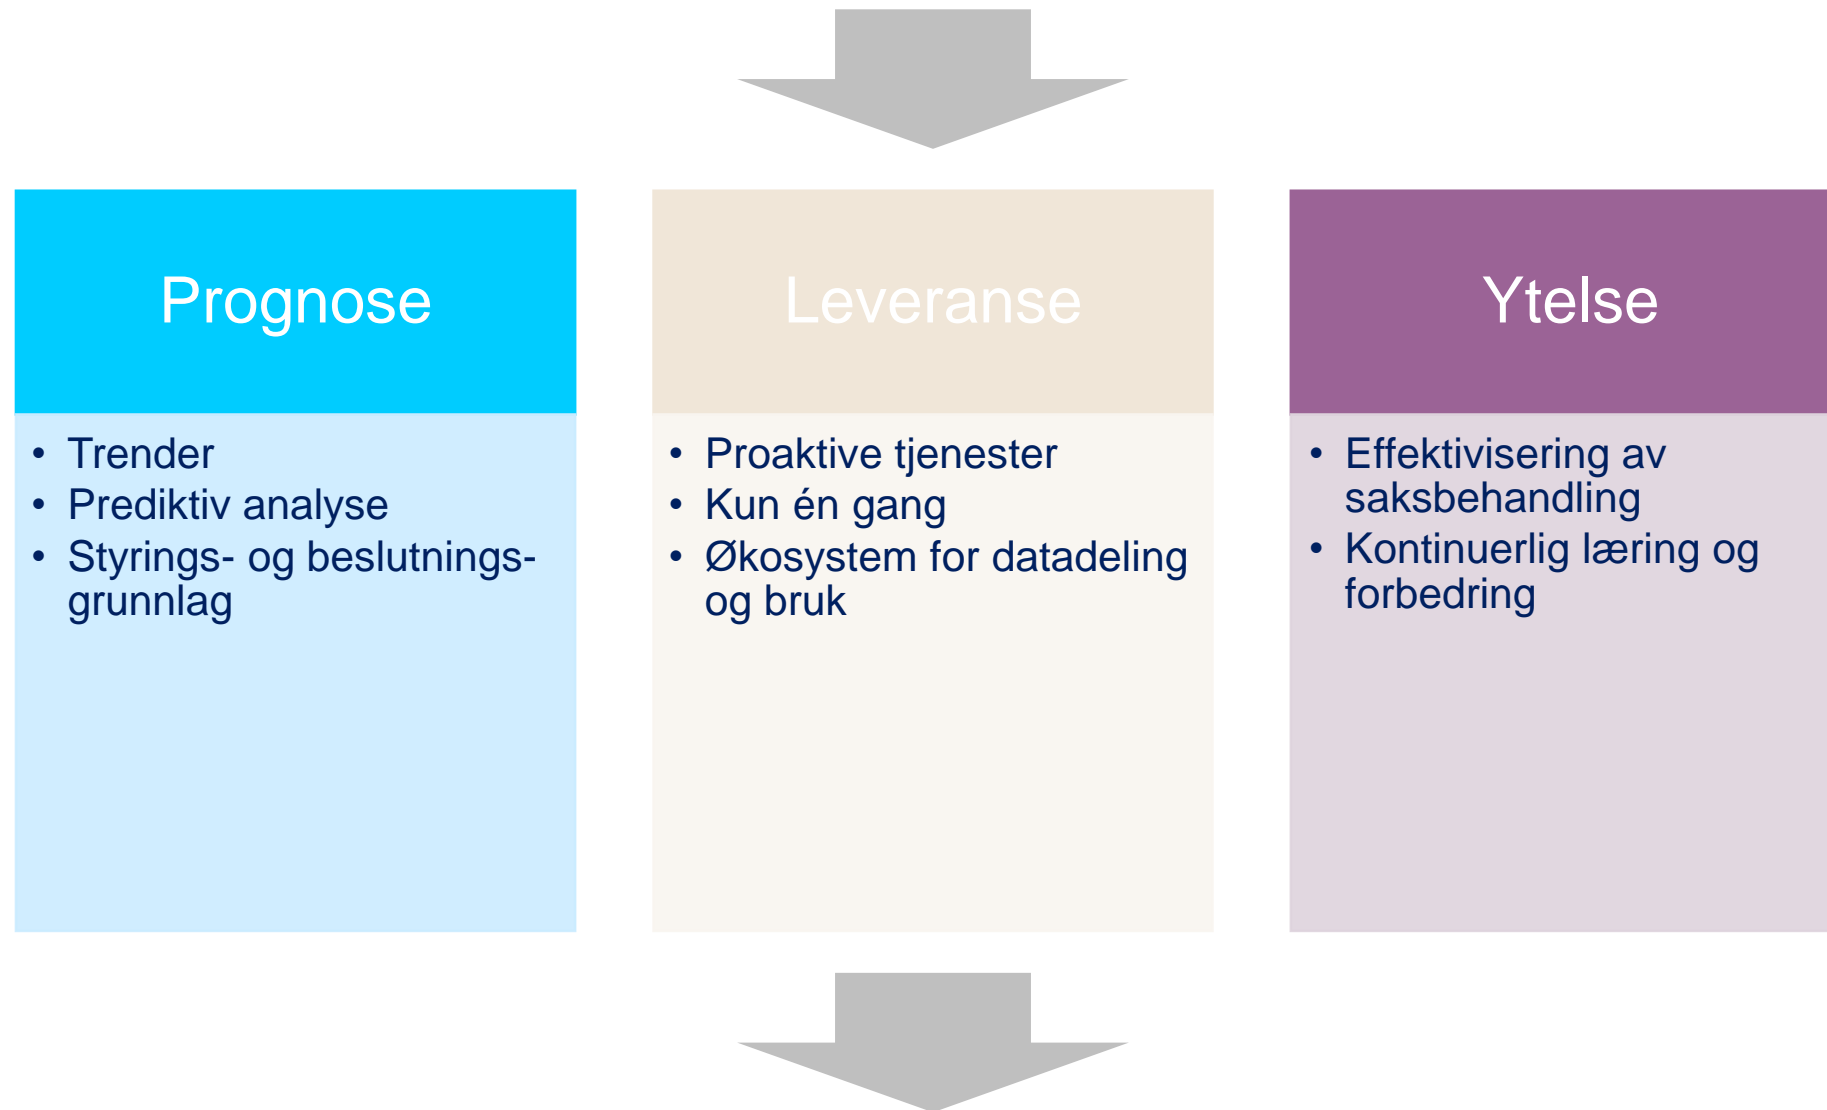 Prognose
• Trender
• Prediktiv analyse
• Styrings- og beslutnings-
grunnlag
Leveranse
• Proaktive tjenester
• Kun én gang
• Økosystem for datadeling
og bruk
Ytelse
• Effektivisering av
saksbehandling
• Kontinuerlig læring og
forbedring